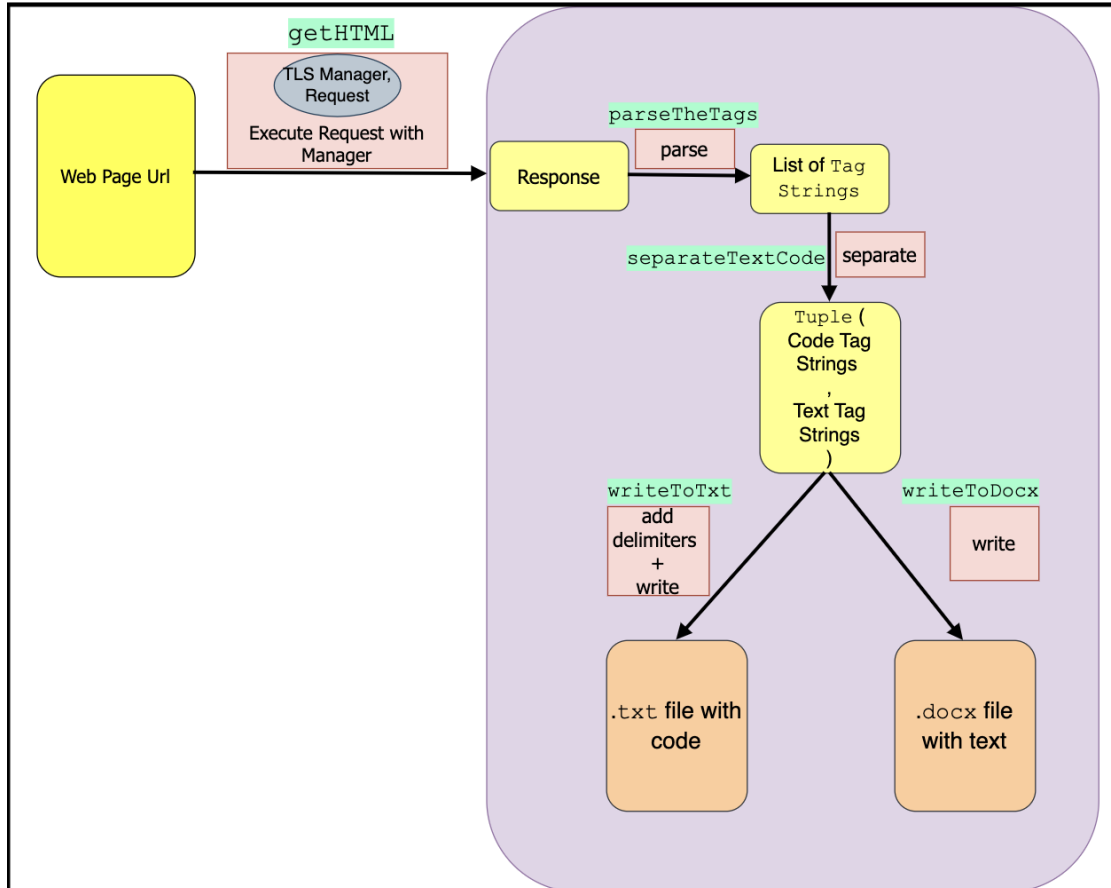 getHTML
TLS Manager,
Request
Execute Request with
Manager
Web Page Url
parseTheTags
parse
Response
List of Tag
Strings
separateTextCode
separate
Tuple (
Code Tag
Strings
,
Text Tag
Strings
)
writeToTxt
add
delimiters
+
write
writeToDocx
write
.txt file with
code
.docx file
with text